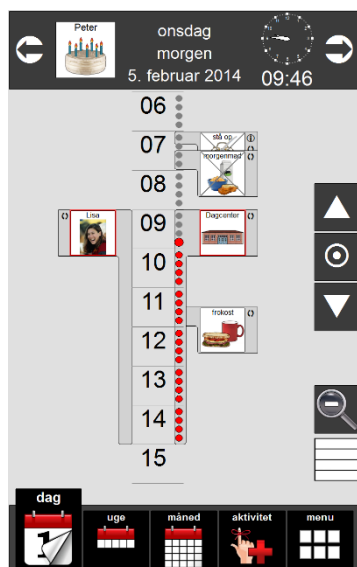 Peter
onsdag
morgen
5. februar 2014
09:46
06
07
stå op
morgenmad
08
Lisa
09
Dagcenter
10
11
frokost
12
13
14
15
dag
uge
måned
aktivitet
menu
1